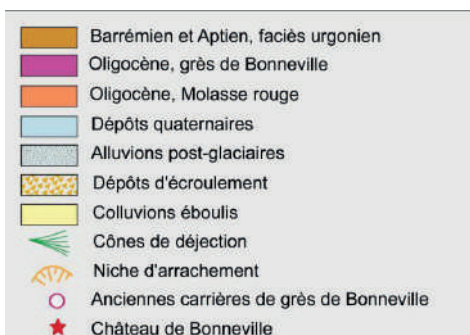 Barrémien et Aptien, faciès urgonien
Oligocène, grès de Bonneville
Oligocène, Molasse rouge
Dépôts quaternaires
Alluvions post-glaciaires
Dépôts d'écroulement
Colluvions éboulis
Cônes de déjection
Niche d'arrachement
Anciennes carrières de grès de Bonneville
Château de Bonneville